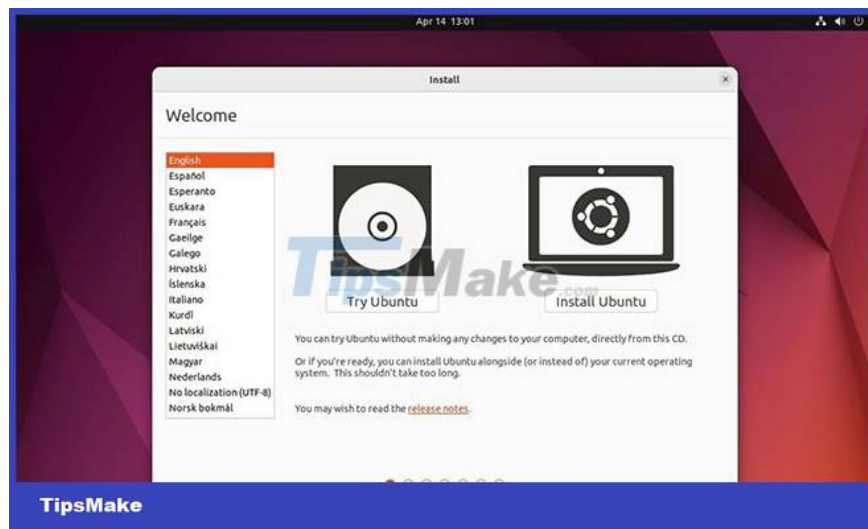 Apr 14 13:01
Install
Welcome
English
Español
Esperanto
Euskara
Français
Gaeilge
Galego
Hrvatski
Íslenska
Italiano
Kurdî
Latviski
Lietuviškai
Magyar
Nederlands
No localization (UTF-8)
Norsk bokmål
TipsMake.com
Try Ubuntu
Install Ubuntu
You can try Ubuntu without making any changes to your computer, directly from this CD.
Or if you're ready, you can install Ubuntu alongside (or instead of) your current operating
system. This shouldn't take too long.
You may wish to read the release notes.
TipsMake